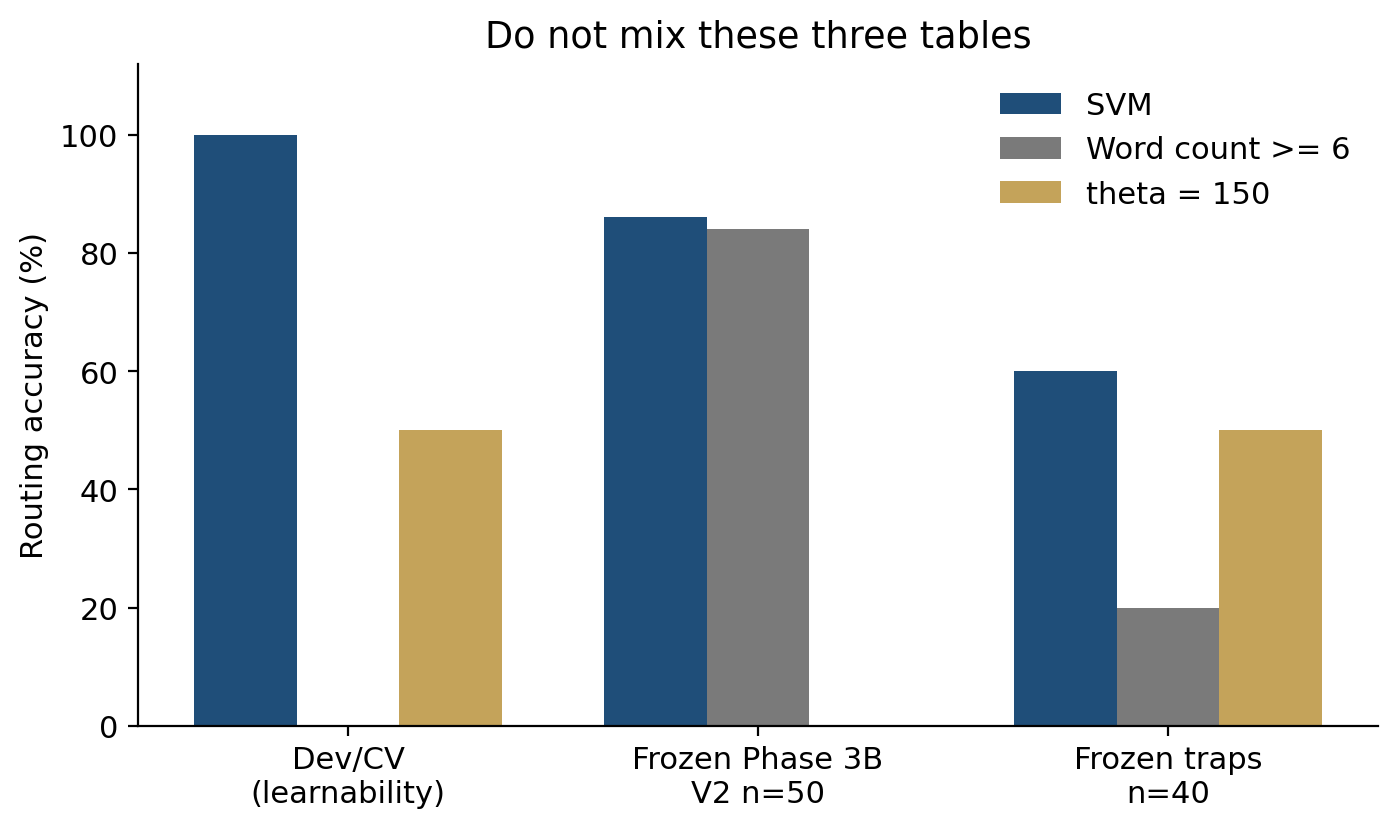 Do not mix these three tables
SVM
Word count >= 6
theta = 150
Routing accuracy (%)
100
80
60
40
20
0
Dev/CV
(learnability)
Frozen Phase 3B
V2 n=50
Frozen traps
n=40